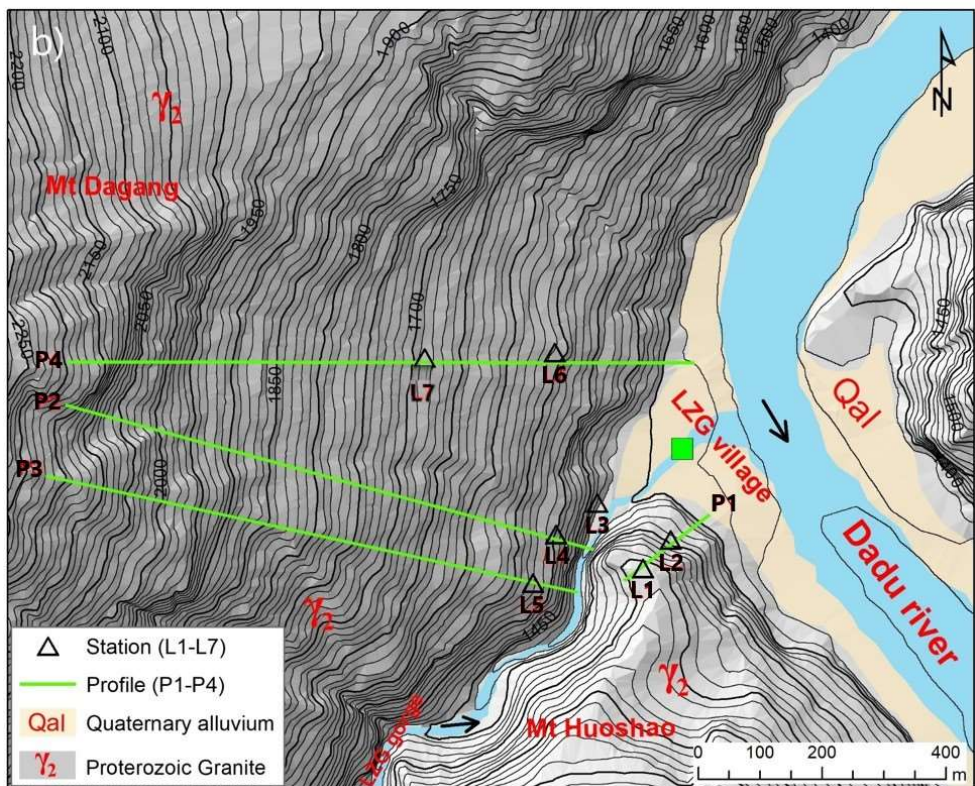 b)
2200
2100
1900
1550
1600
1550
1500
1400
γ2
N
Mt Dagang
1950
1750
1800
2150
2050
1700
1450
2250
P4
L7
L6
P2
1850
LZG village
Qal
P3
2000
P1
L3
L4
L2
L1
L5
Dadu river
γ2
1450
γ2
LZG gorge
Mt Huoshao
Station (L1-L7)
Profile (P1-P4)
Qal Quaternary alluvium
γ2 Proterozoic Granite
0 100 200 400
m